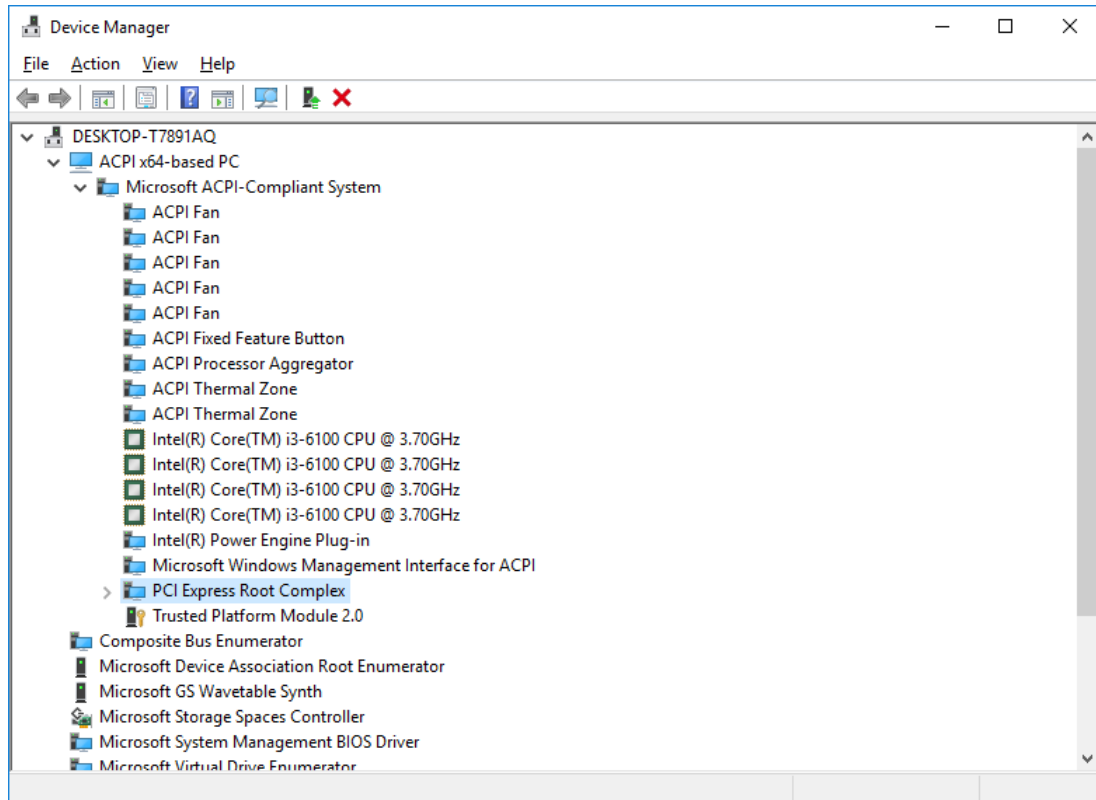 Device Manager
File Action View Help
DESKTOP-T7891AQ
ACPI x64-based PC
Microsoft ACPI-Compliant System
ACPI Fan
ACPI Fan
ACPI Fan
ACPI Fan
ACPI Fan
ACPI Fixed Feature Button
ACPI Processor Aggregator
ACPI Thermal Zone
ACPI Thermal Zone
Intel(R) Core(TM) i3-6100 CPU @ 3.70GHz
Intel(R) Core(TM) i3-6100 CPU @ 3.70GHz
Intel(R) Core(TM) i3-6100 CPU @ 3.70GHz
Intel(R) Core(TM) i3-6100 CPU @ 3.70GHz
Intel(R) Power Engine Plug-in
Microsoft Windows Management Interface for ACPI
PCI Express Root Complex
Trusted Platform Module 2.0
Composite Bus Enumerator
Microsoft Device Association Root Enumerator
Microsoft GS Wavetable Synth
Microsoft Storage Spaces Controller
Microsoft System Management BIOS Driver
Microsoft Virtual Drive Enumerator